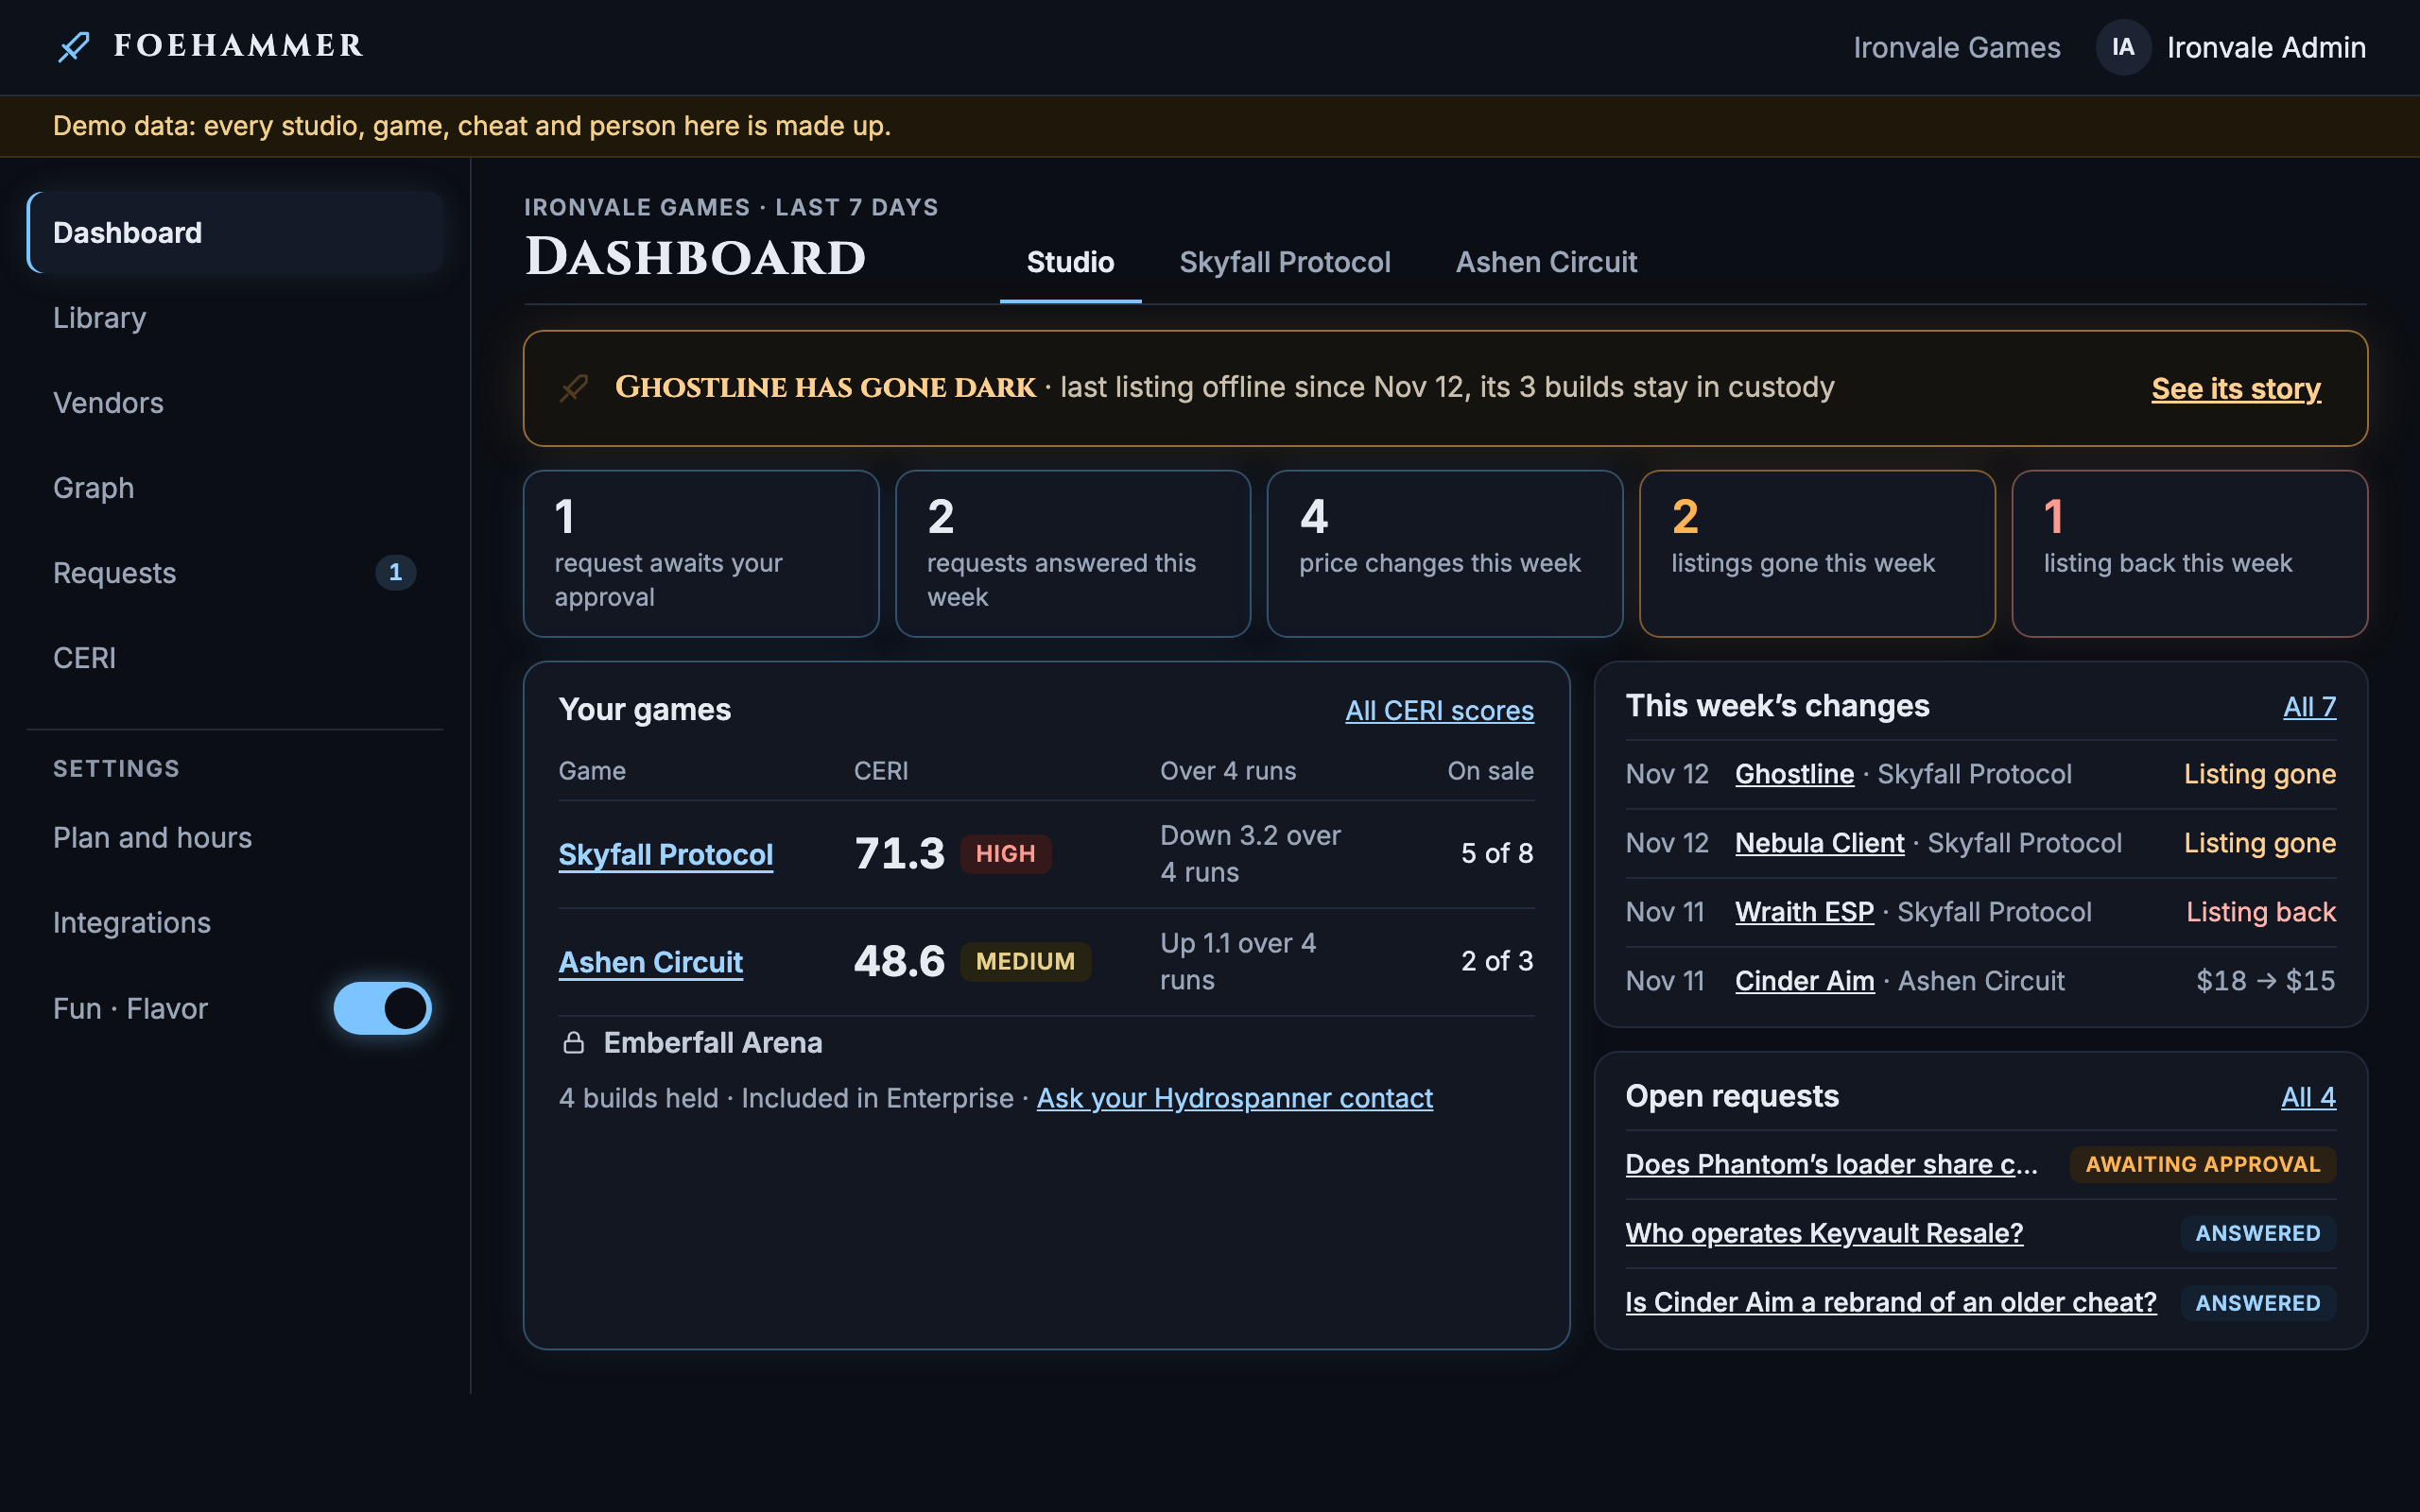 FOEHAMMER
Ironvale Games
IA
Ironvale Admin
Demo data: every studio, game, cheat and person here is made up.
Dashboard
Library
Vendors
Graph
Requests
1
CERI
SETTINGS
Plan and hours
Integrations
Fun · Flavor
IRONVALE GAMES · LAST 7 DAYS
DASHBOARD
Studio
Skyfall Protocol
Ashen Circuit
GHOSTLINE HAS GONE DARK · last listing offline since Nov 12, its 3 builds stay in custody
See its story
1
request awaits your
approval
2
requests answered this
week
4
price changes this week
2
listings gone this week
1
listing back this week
Your games
All CERI scores
Game
CERI
Over 4 runs
On sale
Skyfall Protocol
71.3
HIGH
Down 3.2 over
4 runs
5 of 8
Ashen Circuit
48.6
MEDIUM
Up 1.1 over 4
runs
2 of 3
Emberfall Arena
4 builds held · Included in Enterprise · Ask your Hydrospanner contact
This week’s changes
All 7
Nov 12 Ghostline · Skyfall Protocol Listing gone
Nov 12 Nebula Client · Skyfall Protocol Listing gone
Nov 11 Wraith ESP · Skyfall Protocol Listing back
Nov 11 Cinder Aim · Ashen Circuit $18 → $15
Open requests
All 4
Does Phantom’s loader share c…
AWAITING APPROVAL
Who operates Keyvault Resale?
ANSWERED
Is Cinder Aim a rebrand of an older cheat?
ANSWERED